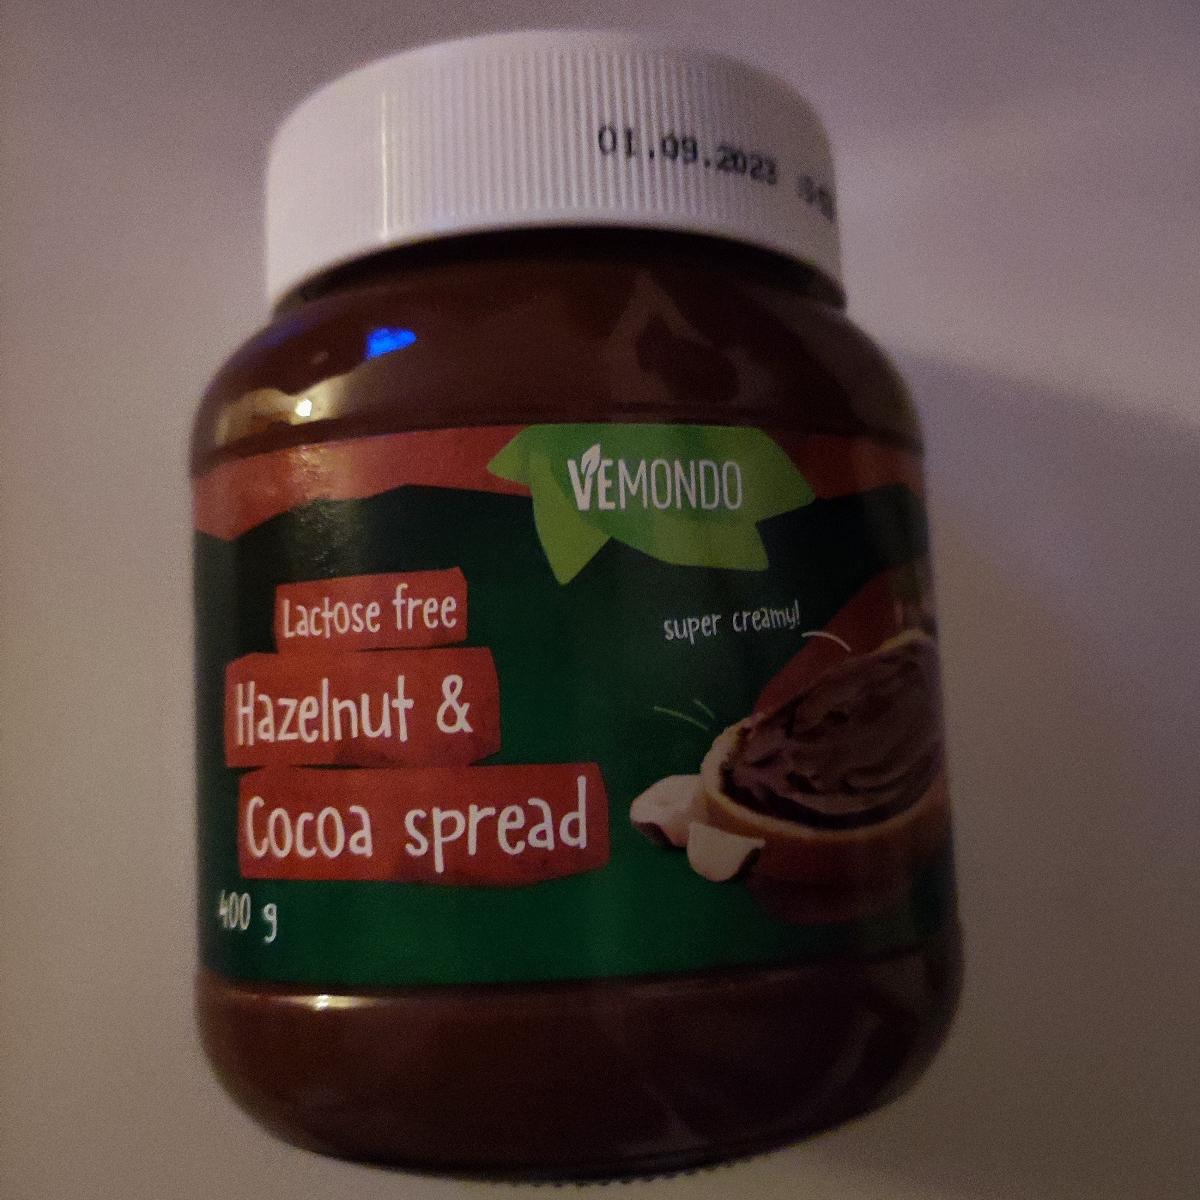 01.09.2023
VEMONDO
Lactose free
super creamy!
Hazelnut &
Cocoa spread
400 g